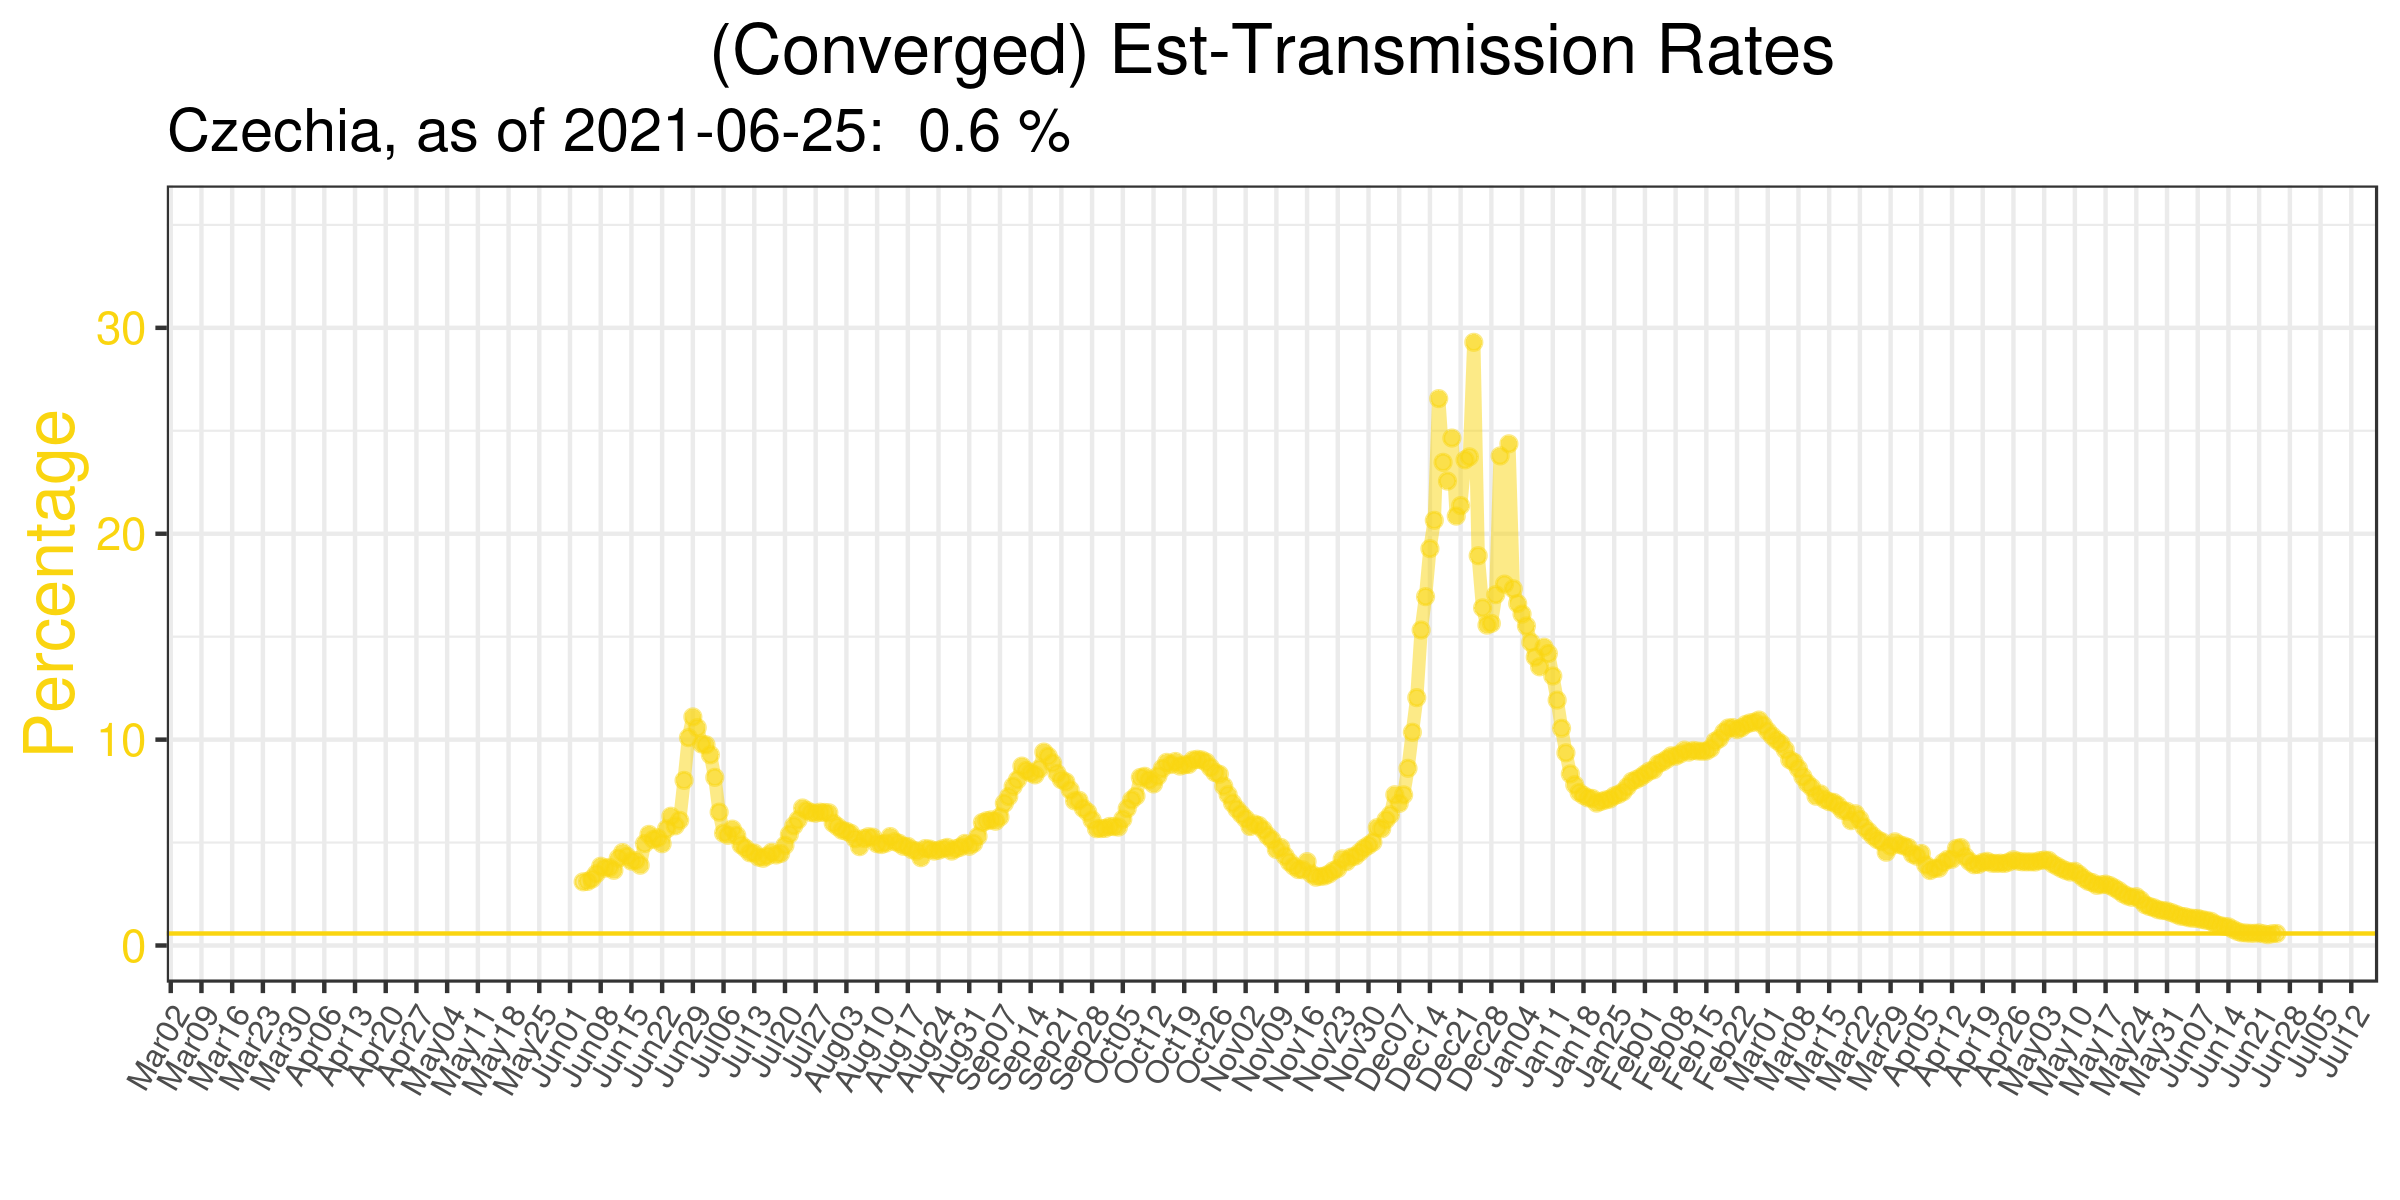 (Converged) Est-Transmission Rates
Czechia, as of 2021-06-25:  0.6 %
Percentage
30
20
10
0
Mar02
Mar09
Mar16
Mar23
Mar30
Apr06
Apr13
Apr20
Apr27
May04
May11
May18
May25
Jun01
Jun08
Jun15
Jun22
Jun29
Jul06
Jul13
Jul20
Jul27
Aug03
Aug10
Aug17
Aug24
Aug31
Sep07
Sep14
Sep21
Sep28
Oct05
Oct12
Oct19
Oct26
Nov02
Nov09
Nov16
Nov23
Nov30
Dec07
Dec14
Dec21
Dec28
Jan04
Jan11
Jan18
Jan25
Feb01
Feb08
Feb15
Feb22
Mar01
Mar08
Mar15
Mar22
Mar29
Apr05
Apr12
Apr19
Apr26
May03
May10
May17
May24
May31
Jun07
Jun14
Jun21
Jun28
Jul05
Jul12